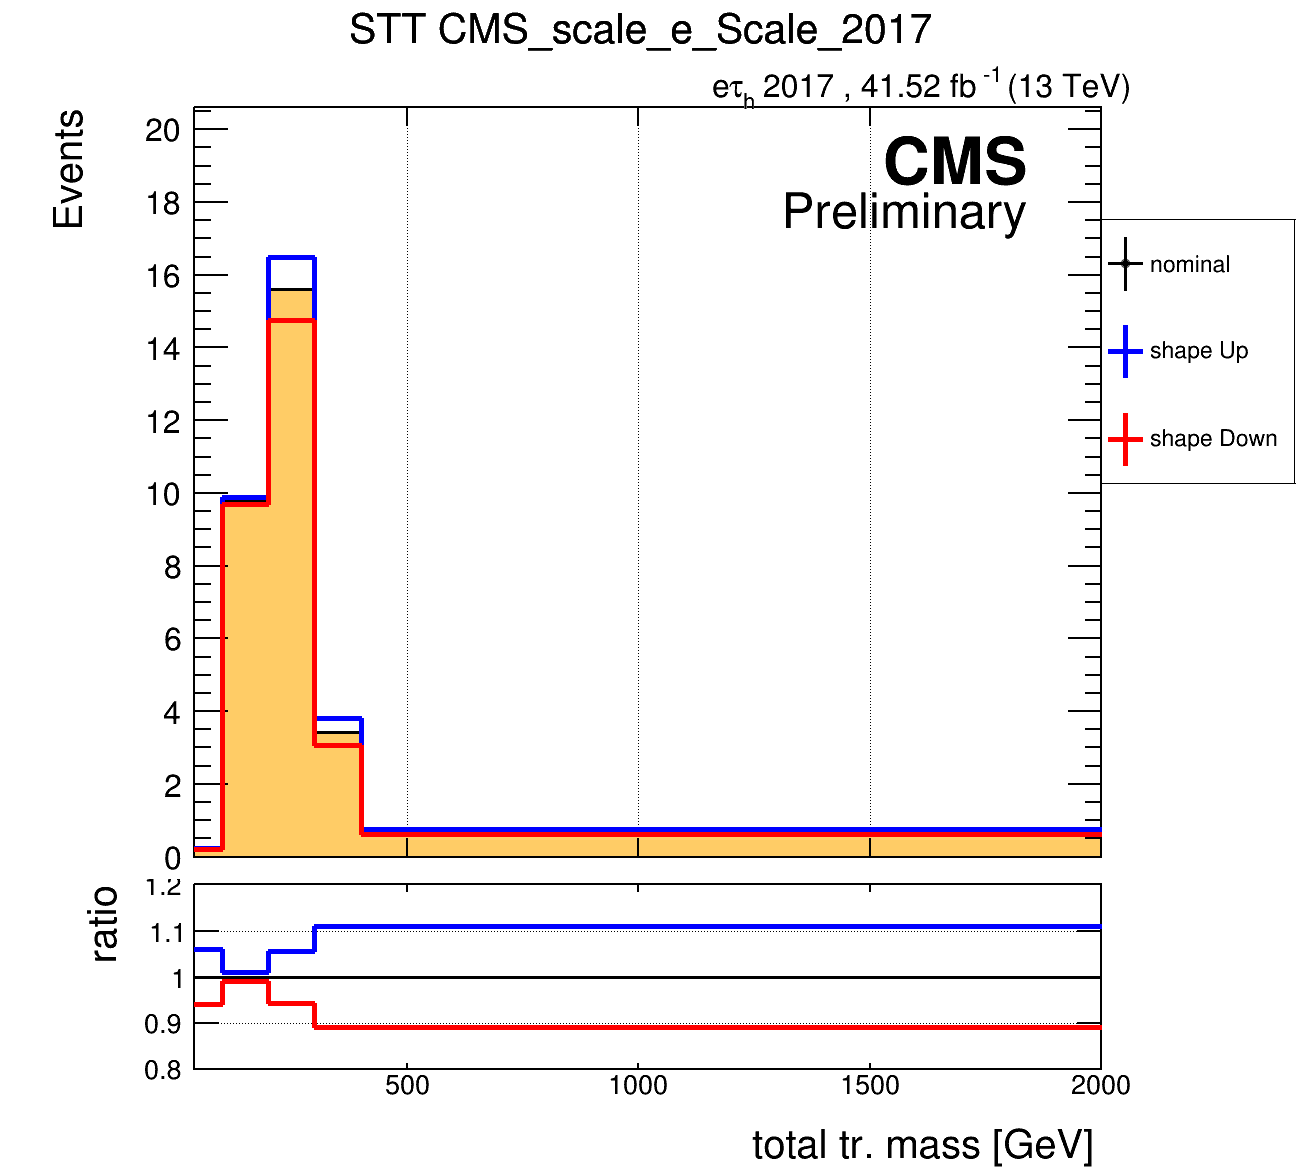 STT CMS_scale_e_Scale_2017
eτh 2017 , 41.52 fb-1 (13 TeV)
Events
20
18
16
14
12
10
8
6
4
2
0
CMS
Preliminary
nominal
shape Up
shape Down
ratio
1.2
1.1
1
0.9
0.8
500
1000
1500
2000
total tr. mass [GeV]